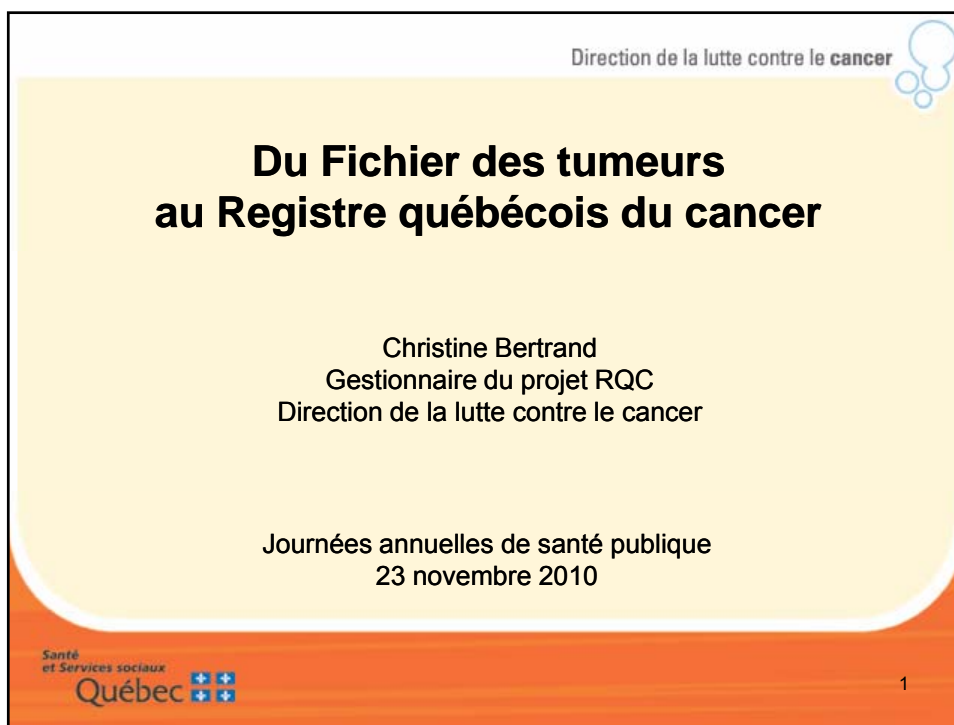 Direction de la lutte contre le cancer
Du Fichier des tumeurs
au Registre québécois du cancer
Christine Bertrand
Gestionnaire du projet RQC
Direction de la lutte contre le cancer
Journées annuelles de santé publique
23 novembre 2010
Santé
et Services sociaux
Québec
1